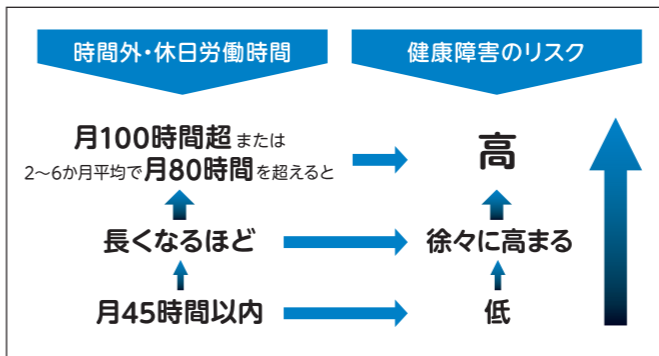 時間外・休日労働時間
健康障害のリスク
月100時間超または
2〜6か月平均で月80時間を超えると
高
長くなるほど
徐々に高まる
月45時間以内
低